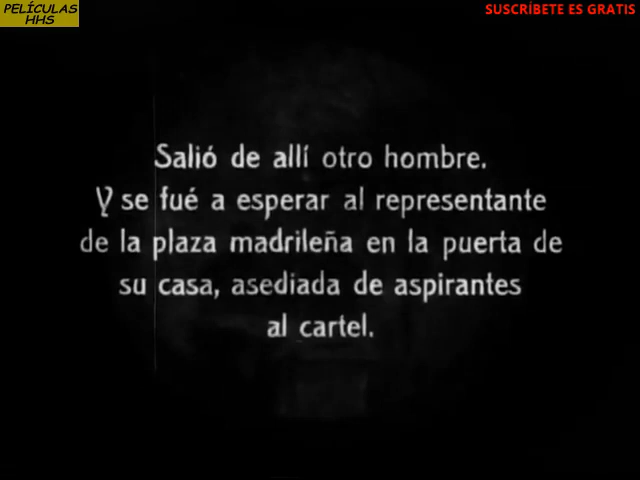 PELÍCULAS
HHS
SUSCRÍBETE ES GRATIS
Salió de allí otro hombre.
Y se fué a esperar al representante
de la plaza madrileña en la puerta de
su casa, asediada de aspirantes
al cartel.